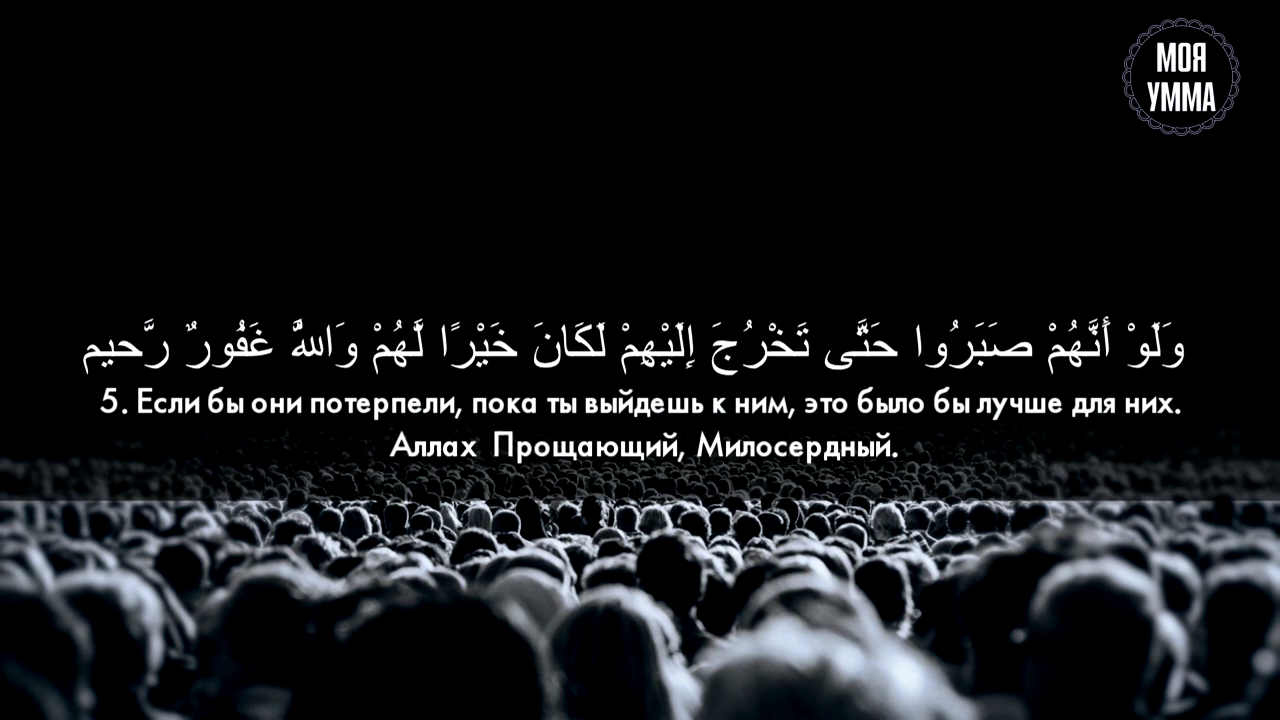 МОЯ
УММА
وَلَوْ أَنَّهُمْ صَبَرُوا حَتَّى تَخْرُجَ إِلَيْهِمْ لَكَانَ خَيْرًا لَّهُمْ وَاللَّهُ غَفُورٌ رَّحِيم
5. Если бы они потерпели, пока ты выйдешь к ним, это было бы лучше для них.
Аллах Прощающий, Милосердный.